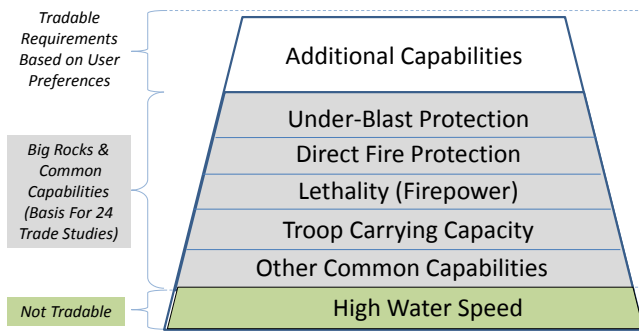 Tradable
Requirements
Based on User
Preferences
Additional Capabilities
Big Rocks &
Common
Capabilities
(Basis For 24
Trade Studies)
Under-Blast Protection
Direct Fire Protection
Lethality (Firepower)
Troop Carrying Capacity
Other Common Capabilities
Not Tradable
High Water Speed